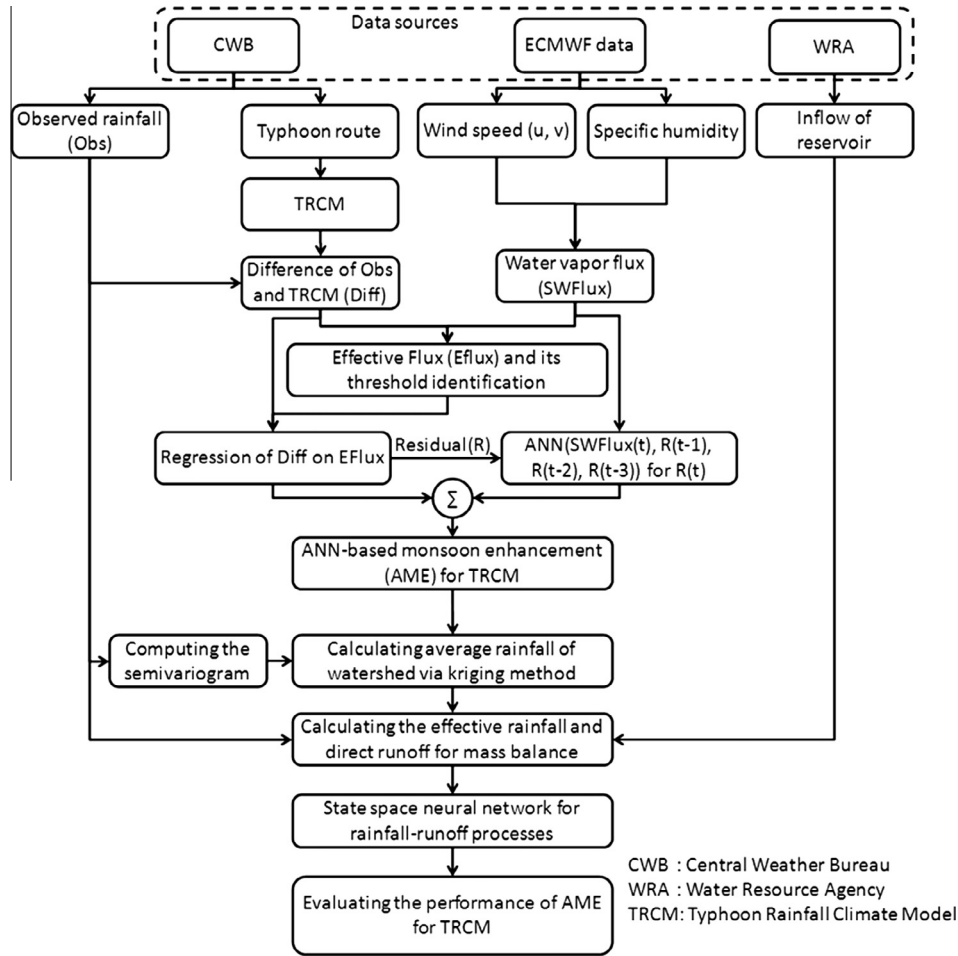 Data sources
CWB
ECMWF data
WRA
Observed rainfall
(Obs)
Typhoon route
Wind speed (u, v)
Specific humidity
Inflow of
reservoir
TRCM
Difference of Obs
and TRCM (Diff)
Water vapor flux
(SWFlux)
Effective Flux (Eflux) and its
threshold identification
Regression of Diff on EFlux
Residual(R)
ANN(SWFlux(t), R(t-1),
R(t-2), R(t-3)) for R(t)
Σ
ANN-based monsoon enhancement
(AME) for TRCM
Computing the
semivariogram
Calculating average rainfall of
watershed via kriging method
Calculating the effective rainfall and
direct runoff for mass balance
State space neural network for
rainfall-runoff processes
Evaluating the performance of AME
for TRCM
CWB : Central Weather Bureau
WRA : Water Resource Agency
TRCM: Typhoon Rainfall Climate Model